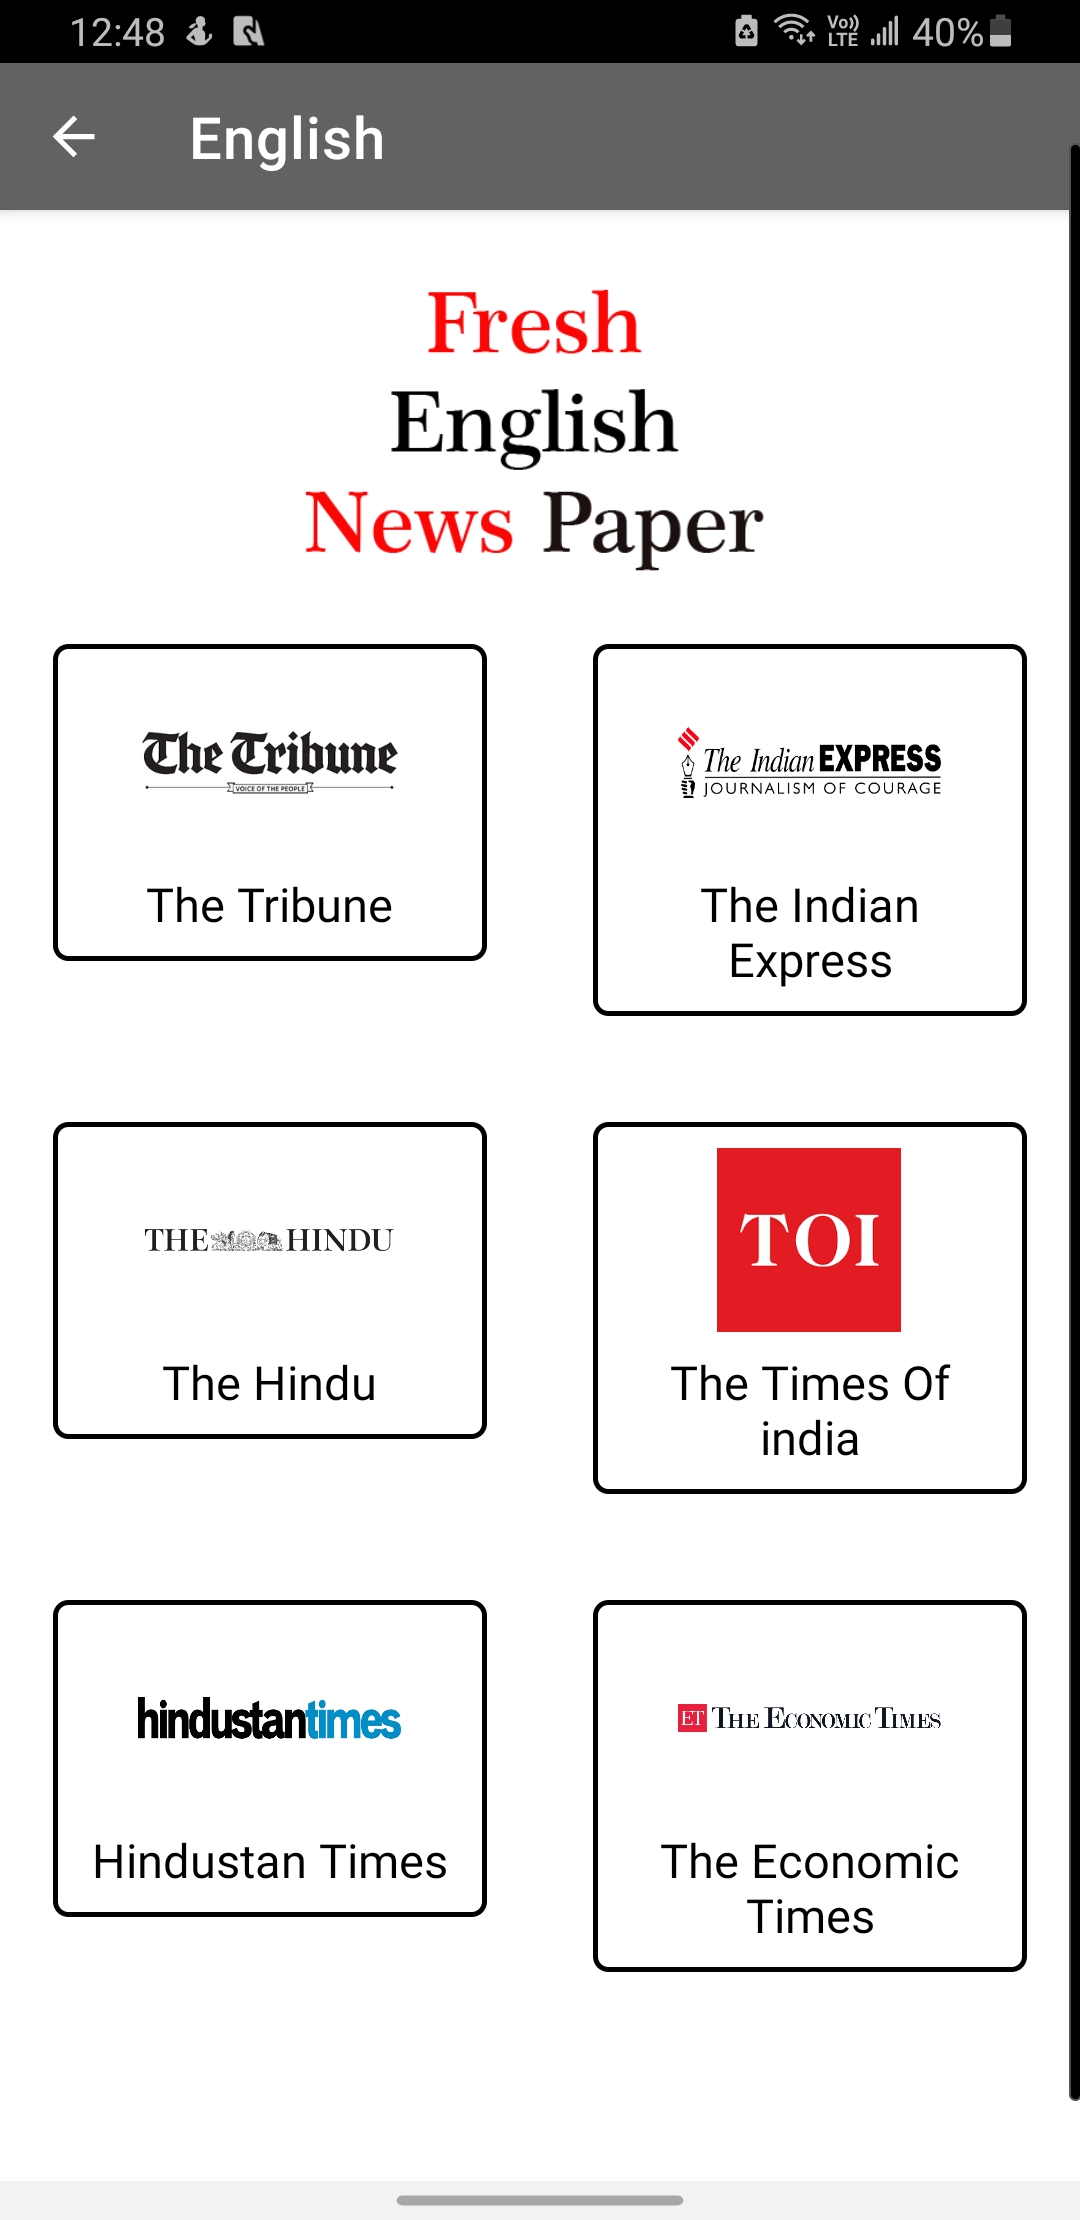 12:48
Vo))
LTE
40%
English
Fresh
English
News Paper
The Tribune
VOICE OF THE PEOPLE
The Tribune
The Indian EXPRESS
JOURNALISM OF COURAGE
The Indian
Express
THE HINDU
The Hindu
TOI
The Times Of
india
hindustantimes
Hindustan Times
ET THE ECONOMIC TIMES
The Economic
Times